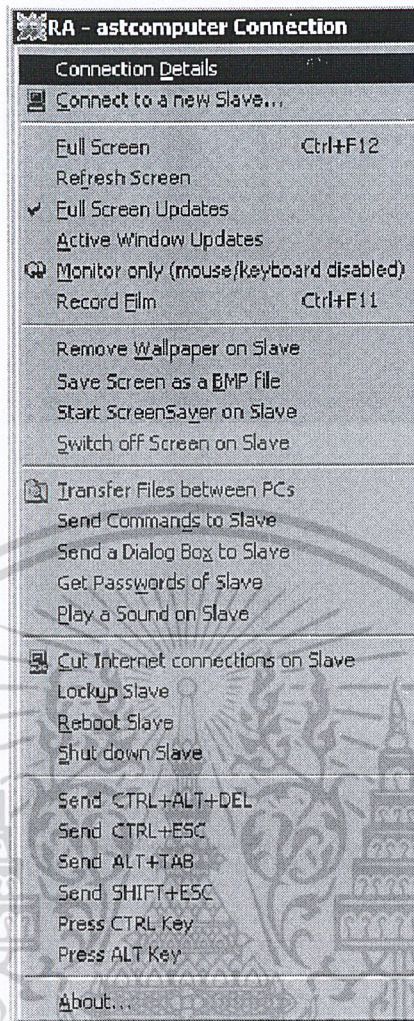 RA - astcomputer Connection
Connection Details
Connect to a new Slave...
Full Screen Ctrl+F12
Refresh Screen
Full Screen Updates
Active Window Updates
Monitor only (mouse/keyboard disabled)
Record Film Ctrl+F11
Remove Wallpaper on Slave
Save Screen as a BMP file
Start ScreenSaver on Slave
Switch off Screen on Slave
Transfer Files between PCs
Send Commands to Slave
Send a Dialog Box to Slave
Get Passwords of Slave
Play a Sound on Slave
Cut Internet connections on Slave
Lockup Slave
Reboot Slave
Shut down Slave
Send CTRL+ALT+DEL
Send CTRL+ESC
Send ALT+TAB
Send SHIFT+ESC
Press CTRL Key
Press ALT Key
About...